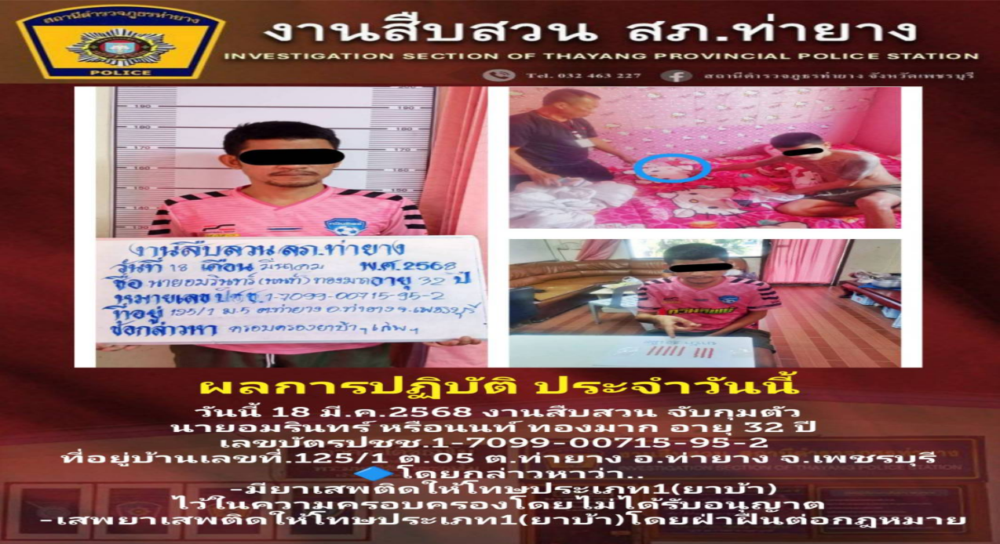 สถานีตำรวจภูธรท่ายาง
POLICE
งานสืบสวน สภ.ท่ายาง
INVESTIGATION SECTION OF THAYANG PROVINCIAL POLICE STATION
Tel. 032 463 227 สถานีตำรวจภูธรท่ายาง จังหวัดเพชรบุรี
งานสืบสวน สภ.ท่ายาง
วันที่ 18 เดือน มีนาคม พ.ศ.2568
ชื่อ นายอมรินทร์ (นนท์) ทองมาก อายุ 32 ปี
หมายเลข ปชช.1-7099-00715-95-2
ที่อยู่ 125/1 ม.5 ต.ท่ายาง อ.ท่ายาง จ.เพชรบุรี
ข้อกล่าวหา ครอบครองยาบ้าฯ เสพฯ
ผลการปฏิบัติ ประจำวันนี้
วันนี้ 18 มี.ค.2568 งานสืบสวน จับกุมตัว
นายอมรินทร์ หรือนนท์ ทองมาก อายุ 32 ปี
เลขบัตรปชช.1-7099-00715-95-2
ที่อยู่บ้านเลขที่.125/1 ต.05 ต.ท่ายาง อ.ท่ายาง จ.เพชรบุรี
โดยกล่าวหาว่า..
-มียาเสพติดให้โทษประเภท1(ยาบ้า)
ไว้ในความครอบครองโดยไม่ได้รับอนุญาต
-เสพยาเสพติดให้โทษประเภท1(ยาบ้า)โดยฝ่าฝืนต่อกฎหมาย